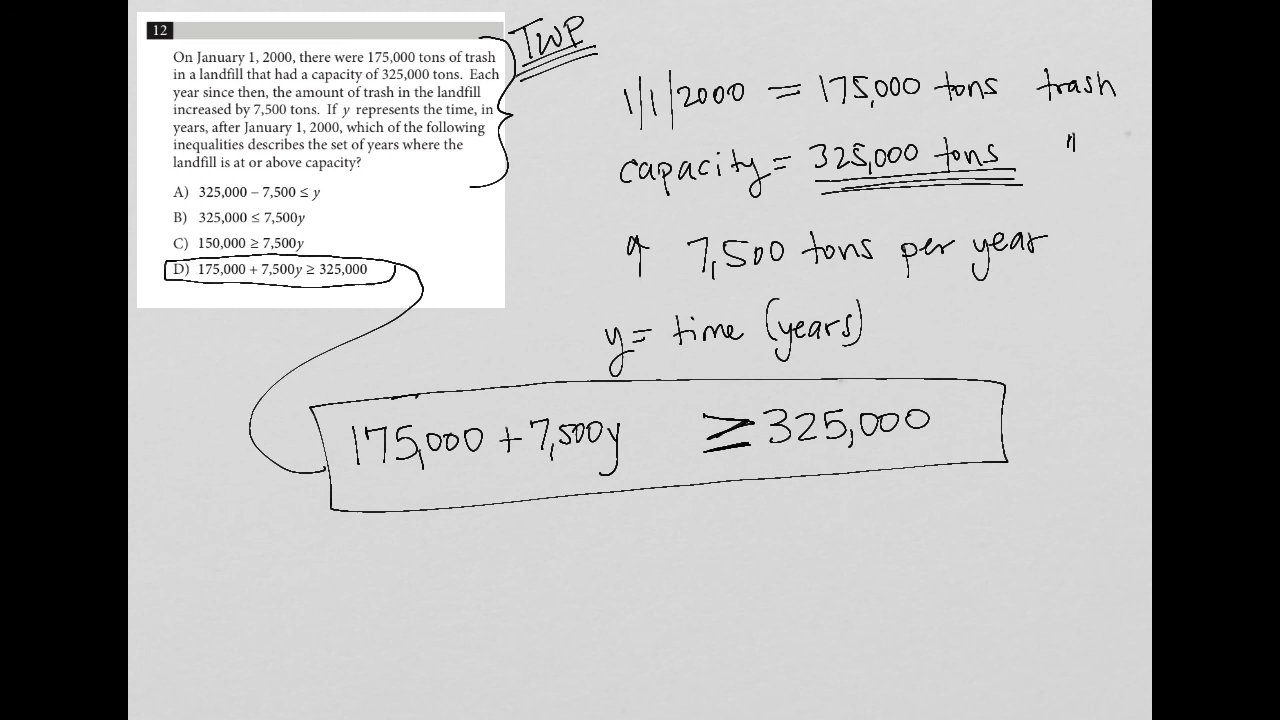 12
On January 1, 2000, there were 175,000 tons of trash
in a landfill that had a capacity of 325,000 tons. Each
year since then, the amount of trash in the landfill
increased by 7,500 tons. If y represents the time, in
years, after January 1, 2000, which of the following
inequalities describes the set of years where the
landfill is at or above capacity?
A) 325,000 – 7,500 ≤ y
B) 325,000 ≤ 7,500y
C) 150,000 ≥ 7,500y
D) 175,000 + 7,500y ≥ 325,000
TWP
1/1/2000 = 175,000 tons trash
capacity = 325,000 tons "
↑ 7,500 tons per year
y = time (years)
175,000 + 7,500y ≥ 325,000